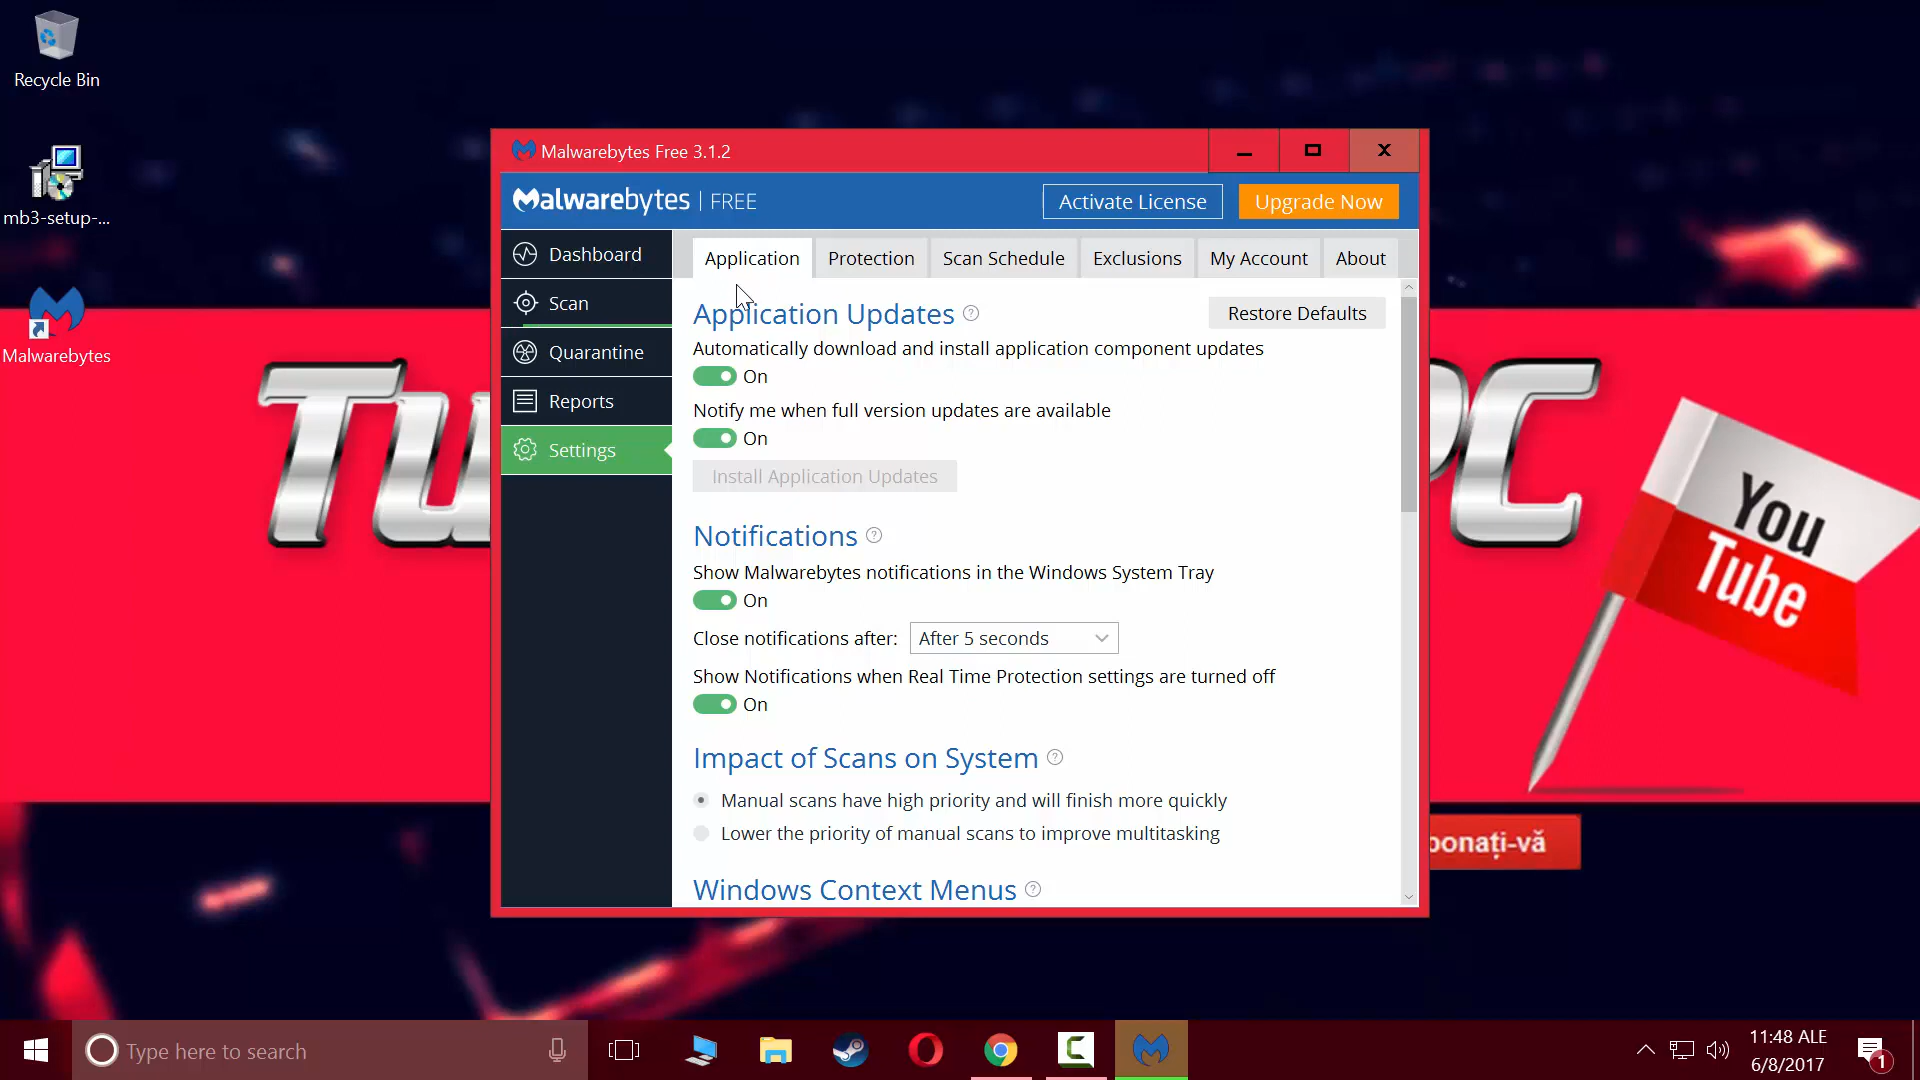 Recycle Bin
mb3-setup-...
Malwarebytes
Malwarebytes Free 3.1.2
Malwarebytes | FREE
Activate License
Upgrade Now
Dashboard
Scan
Quarantine
Reports
Settings
Application
Protection
Scan Schedule
Exclusions
My Account
About
Application Updates ?
Restore Defaults
Automatically download and install application component updates
On
Notify me when full version updates are available
On
Install Application Updates
Notifications ?
Show Malwarebytes notifications in the Windows System Tray
On
Close notifications after: After 5 seconds
Show Notifications when Real Time Protection settings are turned off
On
Impact of Scans on System ?
Manual scans have high priority and will finish more quickly
Lower the priority of manual scans to improve multitasking
Windows Context Menus ?
Tu
PC
You
Tube
bonați-vă
Type here to search
11:48 ALE
6/8/2017
1